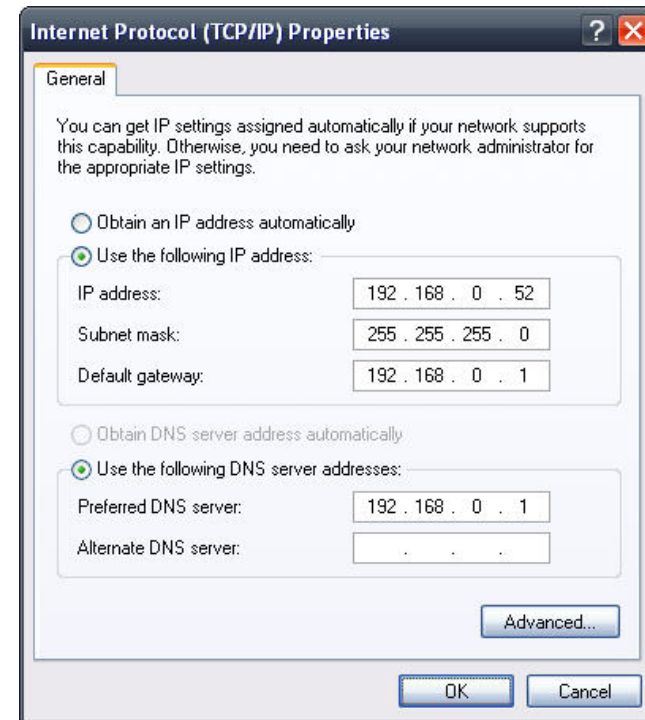 Internet Protocol (TCP/IP) Properties
General
You can get IP settings assigned automatically if your network supports
this capability. Otherwise, you need to ask your network administrator for
the appropriate IP settings.
Obtain an IP address automatically
Use the following IP address:
IP address: 192 . 168 . 0 . 52
Subnet mask: 255 . 255 . 255 . 0
Default gateway: 192 . 168 . 0 . 1
Obtain DNS server address automatically
Use the following DNS server addresses:
Preferred DNS server: 192 . 168 . 0 . 1
Alternate DNS server: . . .
Advanced...
OK Cancel